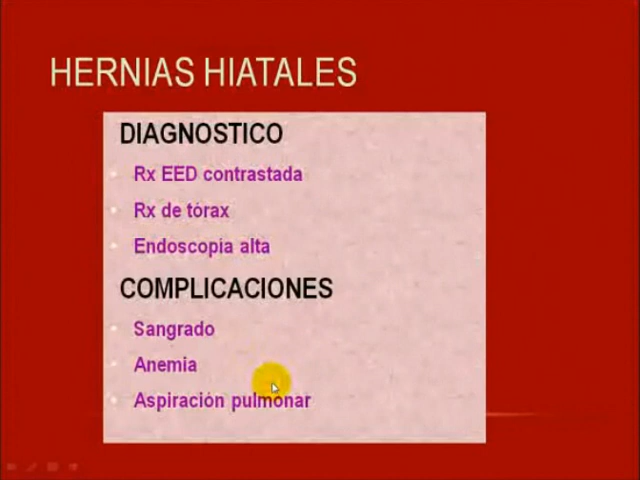 HERNIAS HIATALES
DIAGNOSTICO
Rx EED contrastada
Rx de tórax
Endoscopía alta
COMPLICACIONES
Sangrado
Anemia
Aspiración pulmonar